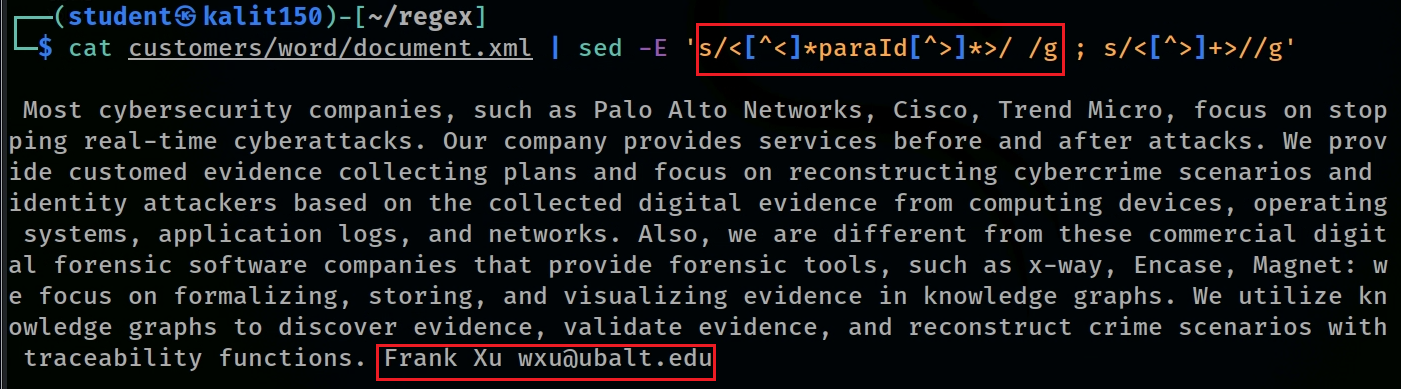 ┌──(student㉿kalit150)-[~/regex]
└─$ cat customers/word/document.xml | sed -E 's/<[^<]*paraId[^>]*>/ /g ; s/<[^>]+>//g'
 Most cybersecurity companies, such as Palo Alto Networks, Cisco, Trend Micro, focus on stop
ping real-time cyberattacks. Our company provides services before and after attacks. We prov
ide customed evidence collecting plans and focus on reconstructing cybercrime scenarios and
identity attackers based on the collected digital evidence from computing devices, operating
 systems, application logs, and networks. Also, we are different from these commercial digit
al forensic software companies that provide forensic tools, such as x-way, Encase, Magnet: w
e focus on formalizing, storing, and visualizing evidence in knowledge graphs. We utilize kn
owledge graphs to discover evidence, validate evidence, and reconstruct crime scenarios with
 traceability functions. Frank Xu wxu@ubalt.edu